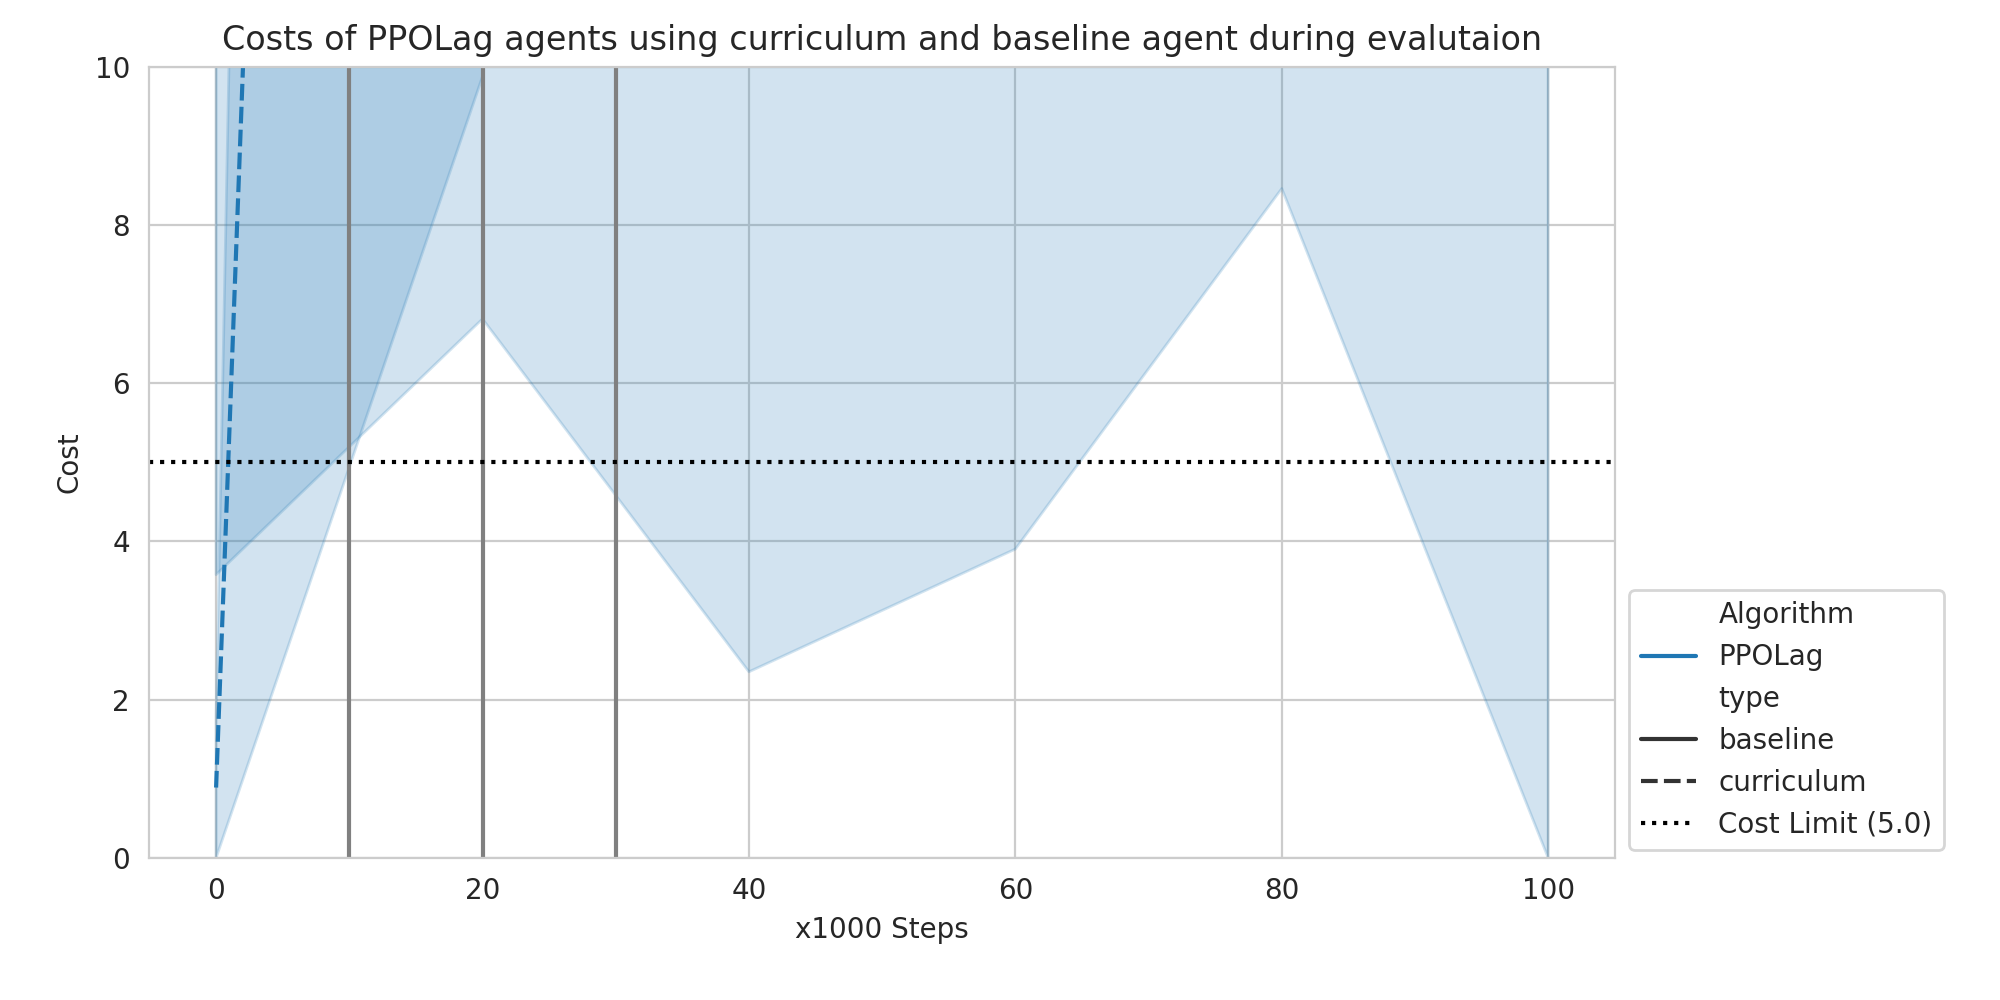 Costs of PPOLag agents using curriculum and baseline agent during evalutaion
10
8
6
4
2
0
Cost
0 20 40 60 80 100
x1000 Steps
Algorithm
PPOLag
type
baseline
curriculum
Cost Limit (5.0)